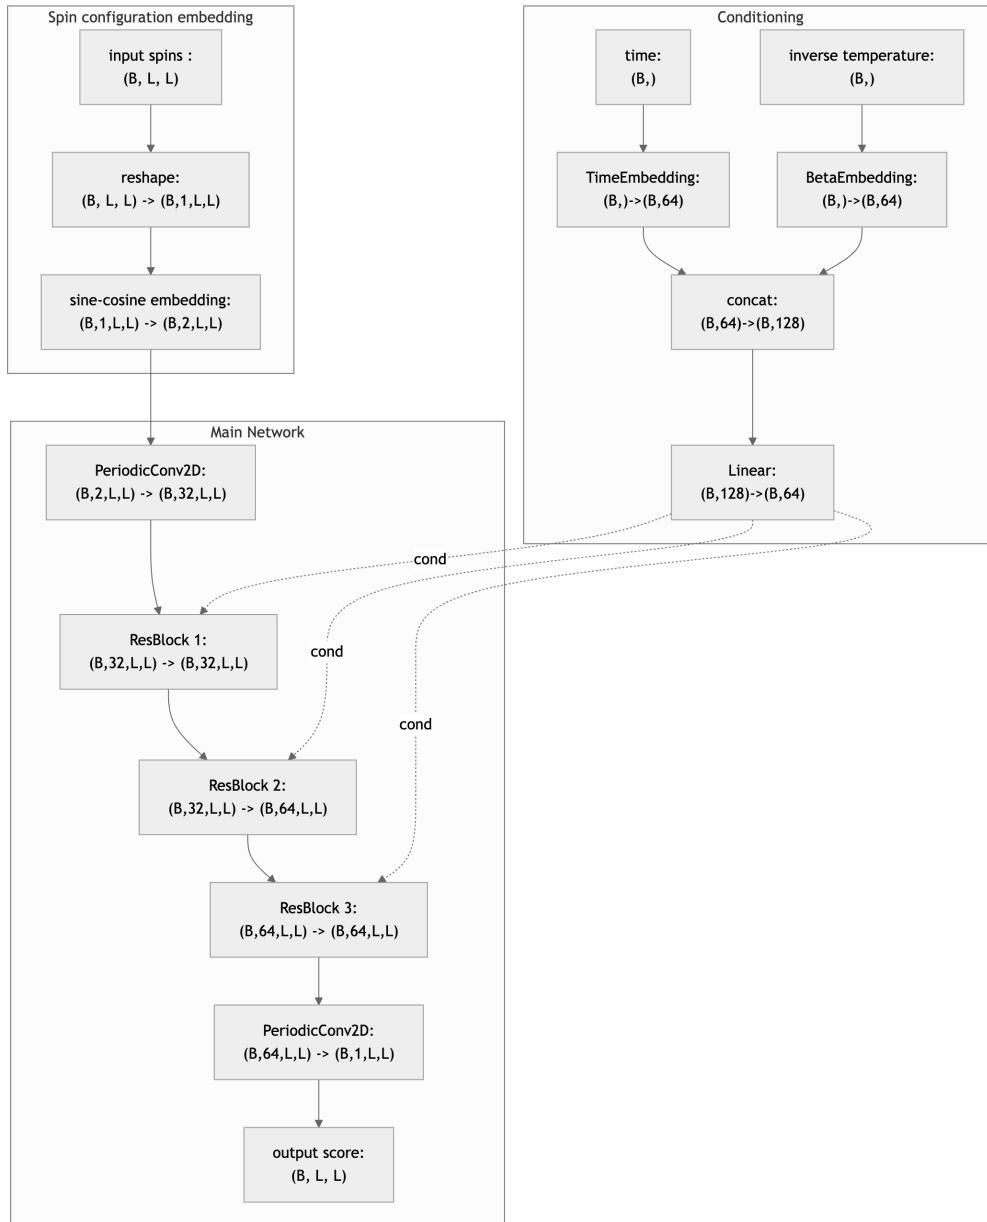 Spin configuration embedding
input spins :
(B, L, L)
reshape:
(B, L, L) -> (B,1,L,L)
sine-cosine embedding:
(B,1,L,L) -> (B,2,L,L)
Conditioning
time:
(B,)
inverse temperature:
(B,)
TimeEmbedding:
(B,)->(B,64)
BetaEmbedding:
(B,)->(B,64)
concat:
(B,64)->(B,128)
Linear:
(B,128)->(B,64)
Main Network
PeriodicConv2D:
(B,2,L,L) -> (B,32,L,L)
cond
ResBlock 1:
(B,32,L,L) -> (B,32,L,L)
cond
cond
ResBlock 2:
(B,32,L,L) -> (B,64,L,L)
ResBlock 3:
(B,64,L,L) -> (B,64,L,L)
PeriodicConv2D:
(B,64,L,L) -> (B,1,L,L)
output score:
(B, L, L)